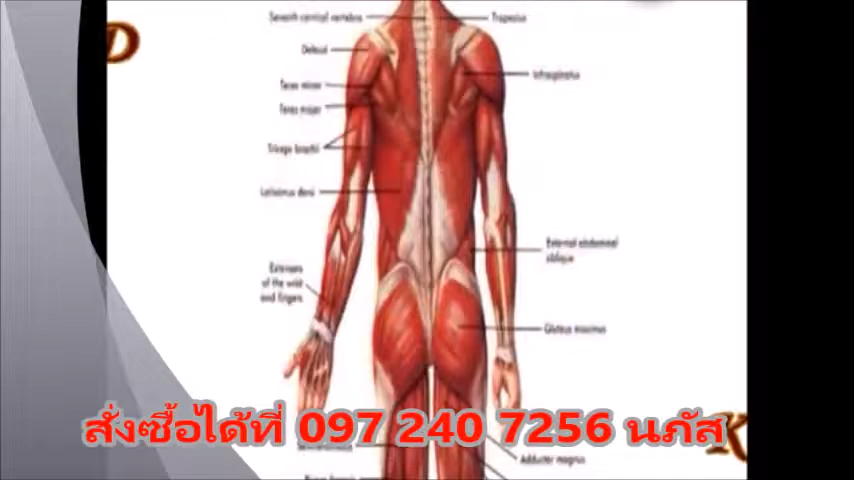 D
Seventh cervical vertebra
Trapezius
Deltoid
Infraspinatus
Teres minor
Teres major
Triceps brachii
Latissimus dorsi
External abdominal
oblique
Extensors
of the wrist
and fingers
Gluteus maximus
สั่งซื้อได้ที่ 097 240 7256 นภัส
K
Adductor magnus